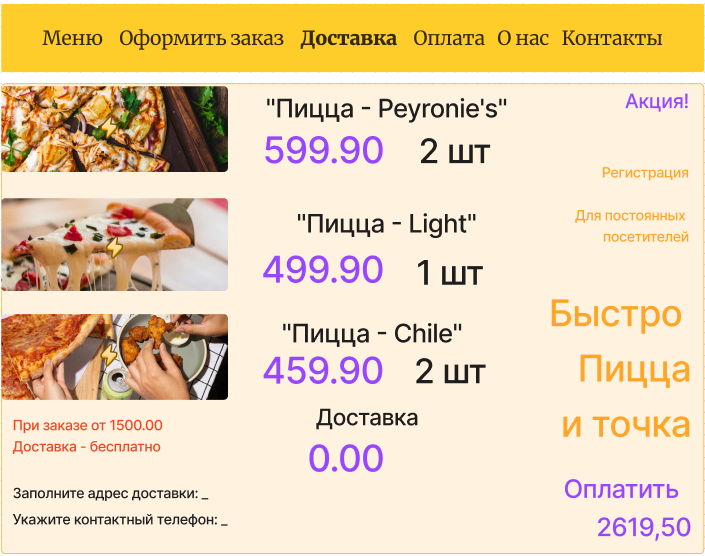 Меню Оформить заказ Доставка Оплата О нас Контакты
Акция!
"Пицца - Peyronie's"
599.90 2 шт
Регистрация
Для постоянных
посетителей
"Пицца - Light"
499.90 1 шт
"Пицца - Chile"
459.90 2 шт
Доставка
0.00
Быстро
Пицца
и точка
При заказе от 1500.00
Доставка - бесплатно
Заполните адрес доставки: _
Укажите контактный телефон: _
Оплатить
2619,50